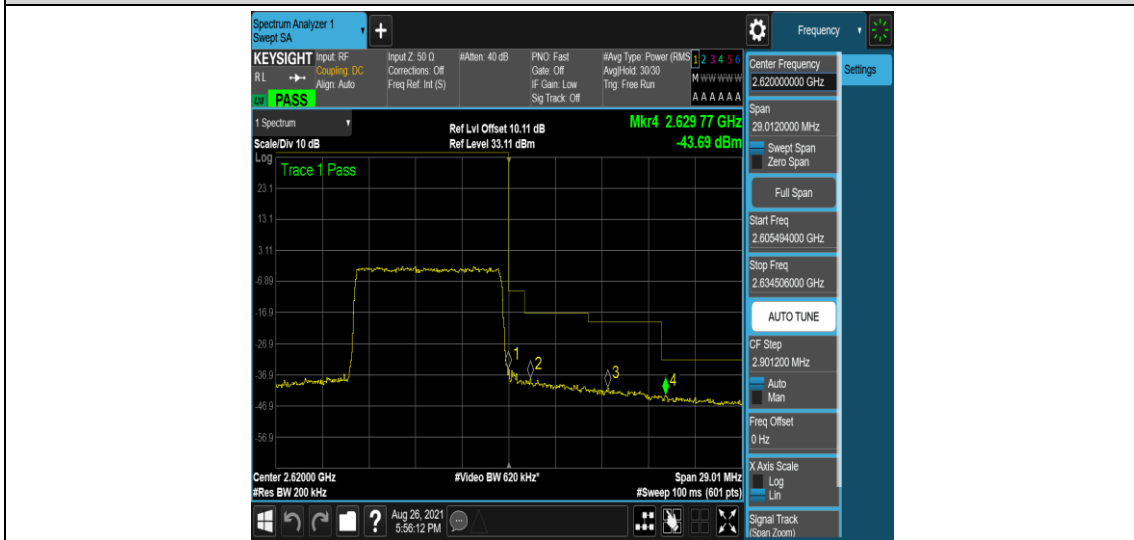 Spectrum Analyzer 1
Swept SA
Frequency
KEYSIGHT
RL
PASS
Input: RF
Coupling: DC
Align: Auto
Input Z: 50 Ω
Corrections: Off
Freq Ref: Int (S)
#Atten: 40 dB
PNO: Fast
Gate: Off
IF Gain: Low
Sig Track: Off
#Avg Type: Power (RMS
Avg|Hold: 30/30
Trig: Free Run
1 2 3 4 5 6
M W W W W W
A A A A A A
1 Spectrum
Scale/Div 10 dB
Ref Lvl Offset 10.11 dB
Ref Level 33.11 dBm
Mkr4 2.629 77 GHz
-43.69 dBm
Log
Trace 1 Pass
23.1
13.1
3.11
-6.89
-16.9
-26.9
-36.9
-46.9
-56.9
1
2
3
4
Center 2.62000 GHz
#Video BW 620 kHz*
Span 29.01 MHz
#Res BW 200 kHz
#Sweep 100 ms (601 pts)
Aug 26, 2021
5:56:12 PM
Center Frequency
2.620000000 GHz
Settings
Span
29.0120000 MHz
Swept Span
Zero Span
Full Span
Start Freq
2.605494000 GHz
Stop Freq
2.634506000 GHz
AUTO TUNE
CF Step
2.901200 MHz
Auto
Man
Freq Offset
0 Hz
X Axis Scale
Log
Lin
Signal Track
(Span Zoom)